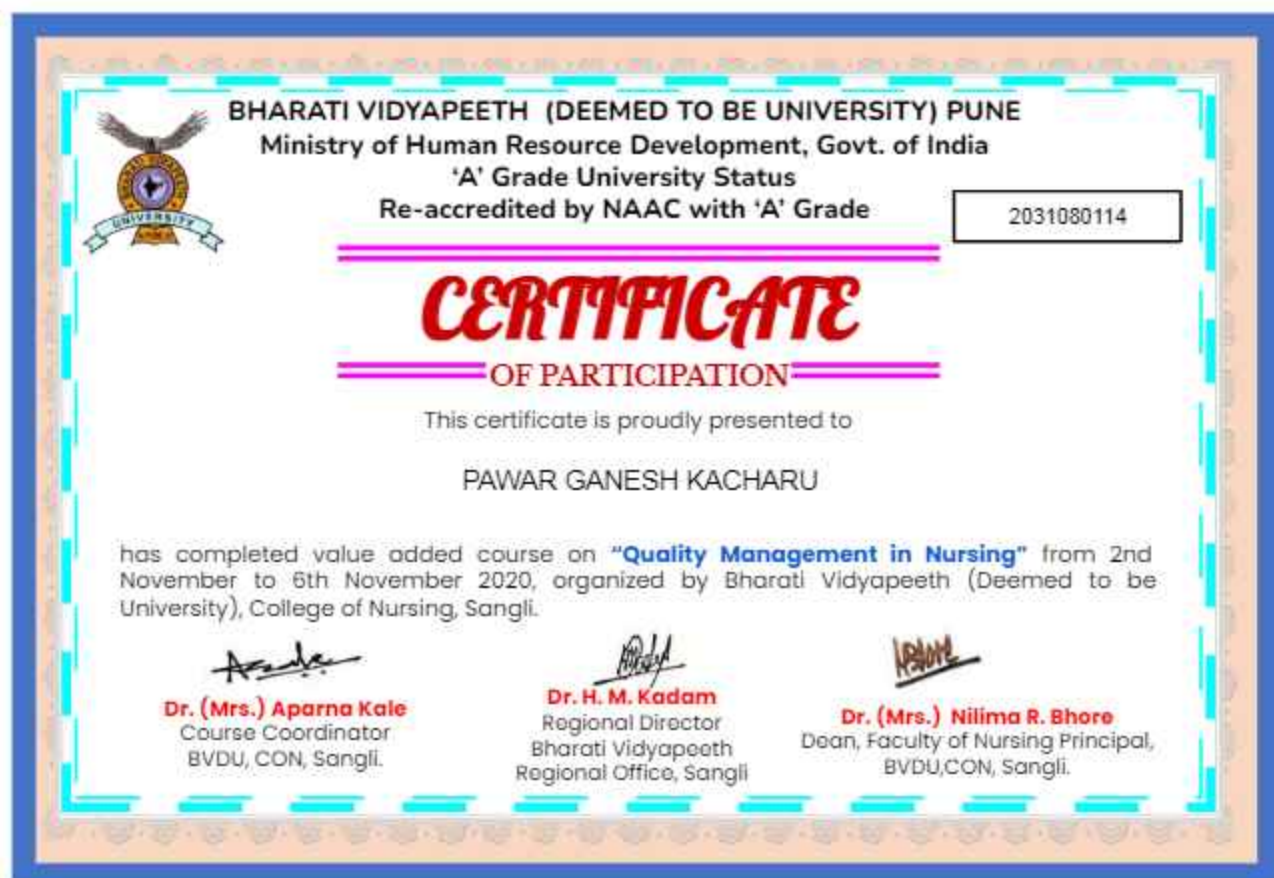 BHARATI VIDYAPEETH (DEEMED TO BE UNIVERSITY) PUNE
Ministry of Human Resource Development, Govt. of India
‘A’ Grade University Status
Re-accredited by NAAC with ‘A’ Grade
2031080114
BHARATI VIDYAPEETH
UNIVERSITY
CERTIFICATE
OF PARTICIPATION
This certificate is proudly presented to
PAWAR GANESH KACHARU
has completed value added course on “Quality Management in Nursing” from 2nd
November to 6th November 2020, organized by Bharati Vidyapeeth (Deemed to be
University), College of Nursing, Sangli.
Dr. (Mrs.) Aparna Kale
Course Coordinator
BVDU, CON, Sangli.
Dr. H. M. Kadam
Regional Director
Bharati Vidyapeeth
Regional Office, Sangli
Dr. (Mrs.) Nilima R. Bhore
Dean, Faculty of Nursing Principal,
BVDU,CON, Sangli.